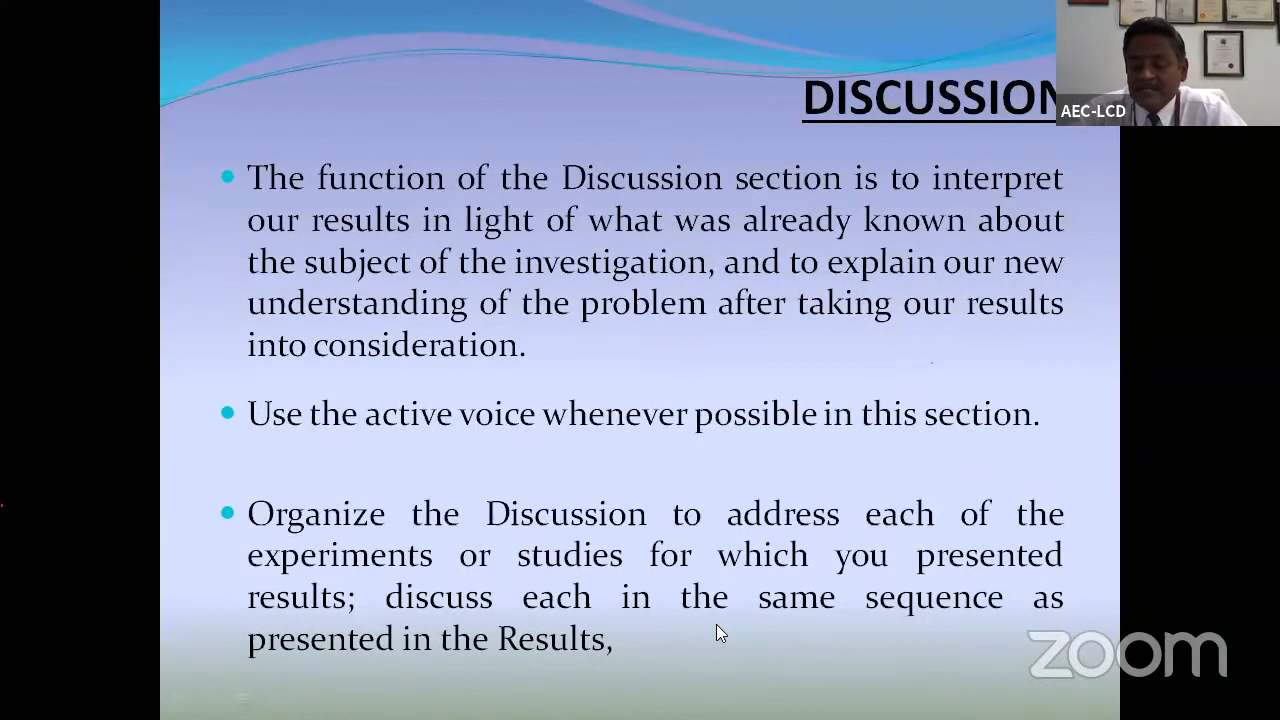 DISCUSSION
AEC-LCD
• The function of the Discussion section is to interpret
our results in light of what was already known about
the subject of the investigation, and to explain our new
understanding of the problem after taking our results
into consideration.
• Use the active voice whenever possible in this section.
• Organize the Discussion to address each of the
experiments or studies for which you presented
results; discuss each in the same sequence as
presented in the Results,
zoom